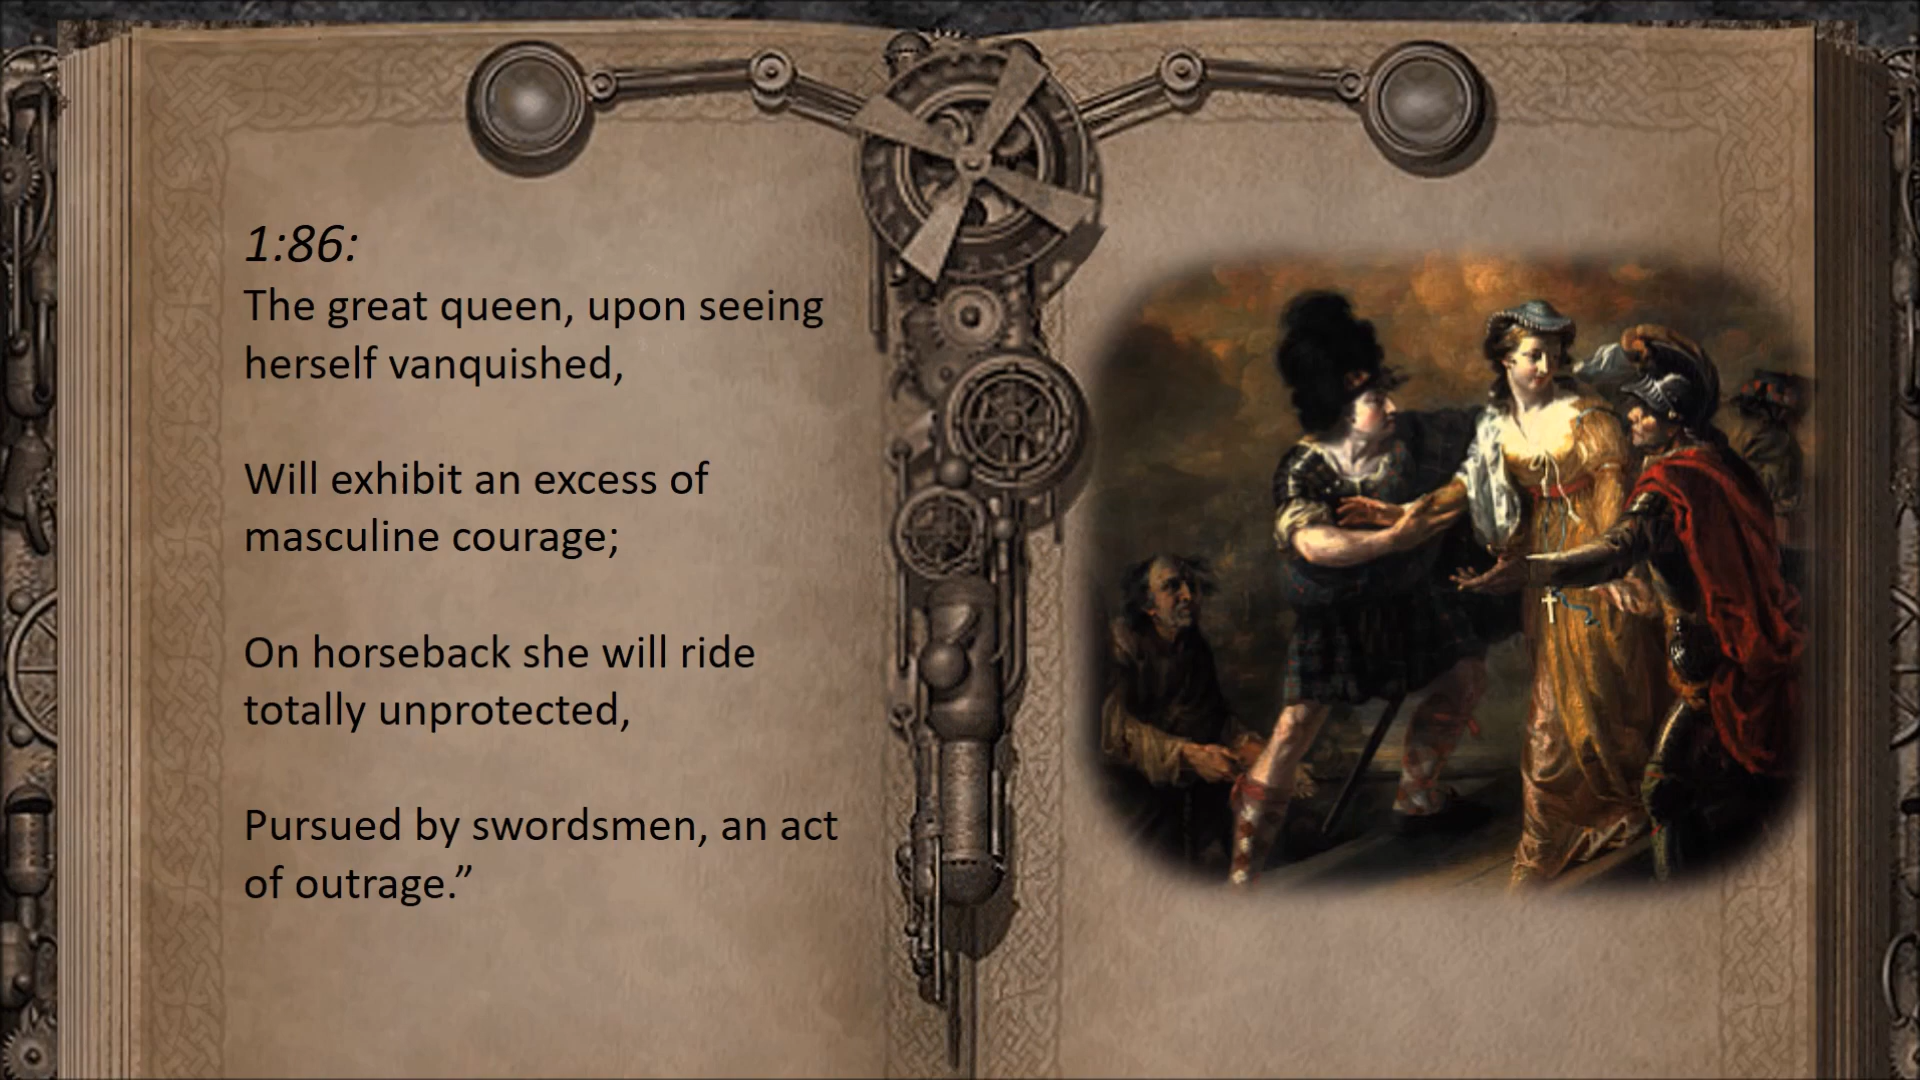 1:86:
The great queen, upon seeing
herself vanquished,
Will exhibit an excess of
masculine courage;
On horseback she will ride
totally unprotected,
Pursued by swordsmen, an act
of outrage.”